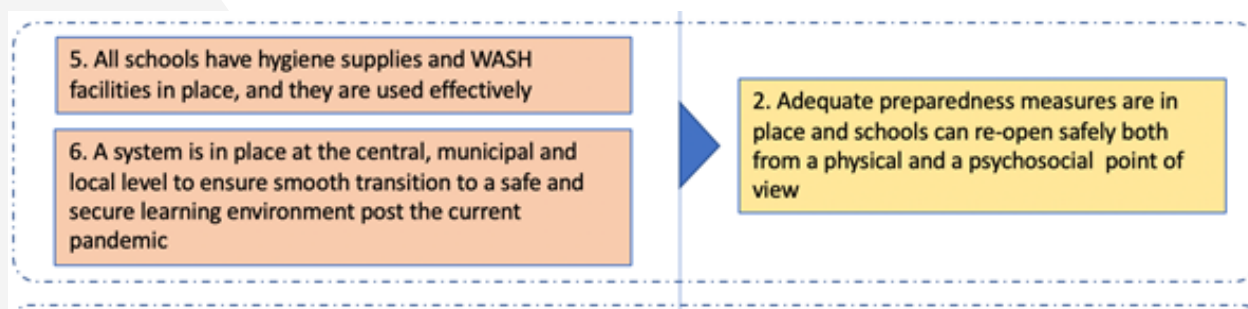 5. All schools have hygiene supplies and WASH
facilities in place, and they are used effectively
6. A system is in place at the central, municipal and
local level to ensure smooth transition to a safe and
secure learning environment post the current
pandemic
2. Adequate preparedness measures are in
place and schools can re-open safely both
from a physical and a psychosocial point of
view